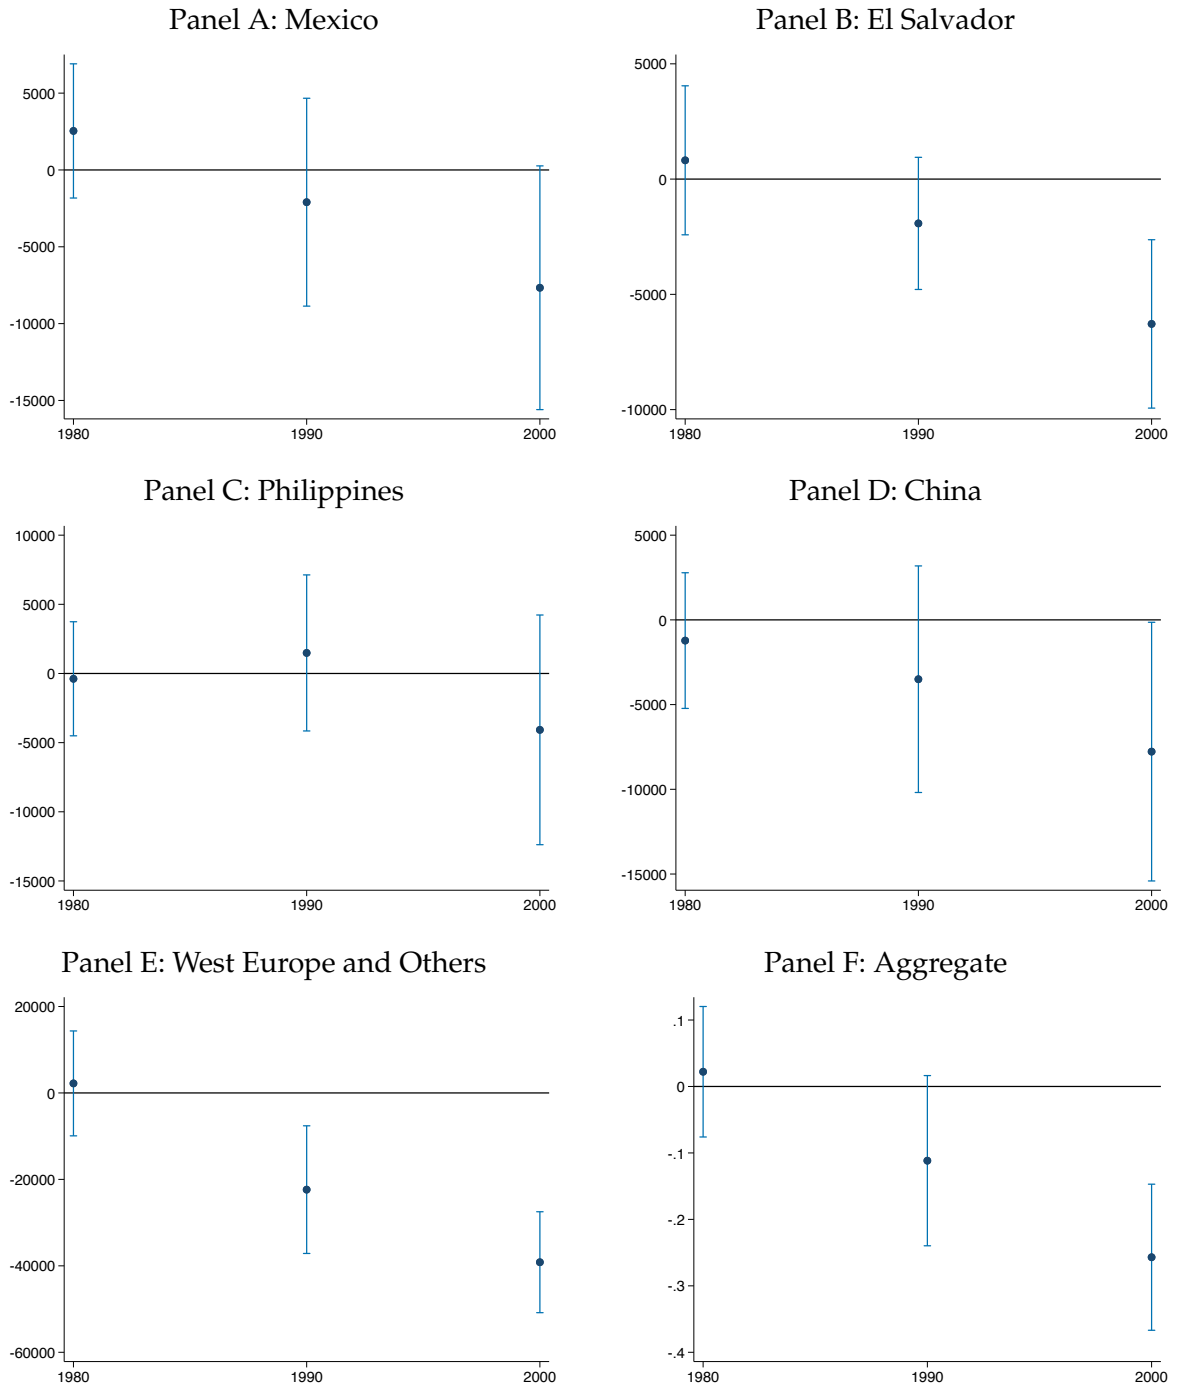 Panel A: Mexico
5000
0
-5000
-10000
-15000
1980 1990 2000
Panel B: El Salvador
5000
0
-5000
-10000
1980 1990 2000
Panel C: Philippines
10000
5000
0
-5000
-10000
-15000
1980 1990 2000
Panel D: China
5000
0
-5000
-10000
-15000
1980 1990 2000
Panel E: West Europe and Others
20000
0
-20000
-40000
-60000
1980 1990 2000
Panel F: Aggregate
.1
0
-.1
-.2
-.3
-.4
1980 1990 2000